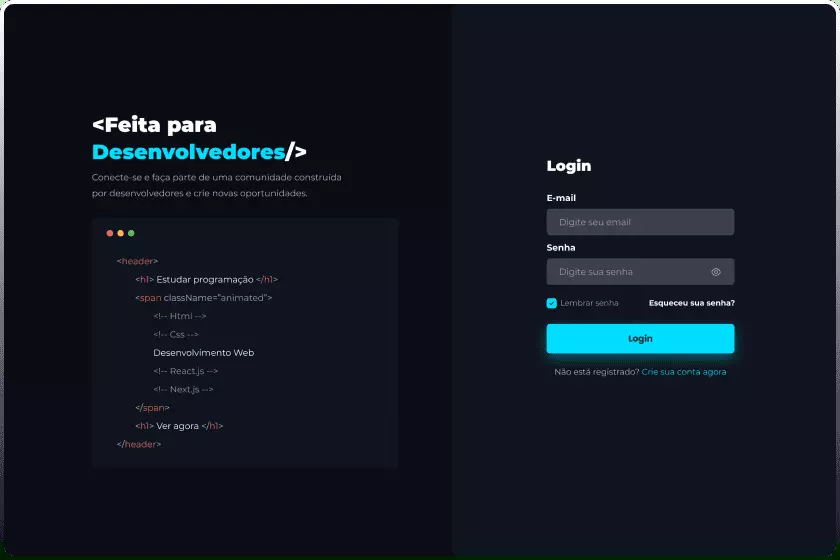 <Feita para
Desenvolvedores/>
Conecte-se e faça parte de uma comunidade construída
por desenvolvedores e crie novas oportunidades.
<header>
<h1> Estudar programação </h1>
<span className="animated">
<!-- Html -->
<!-- Css -->
Desenvolvimento Web
<!-- React.js -->
<!-- Next.js -->
</span>
<h1> Ver agora </h1>
</header>
Login
E-mail
Digite seu email
Senha
Digite sua senha
Lembrar senha Esqueceu sua senha?
Login
Não está registrado? Crie sua conta agora